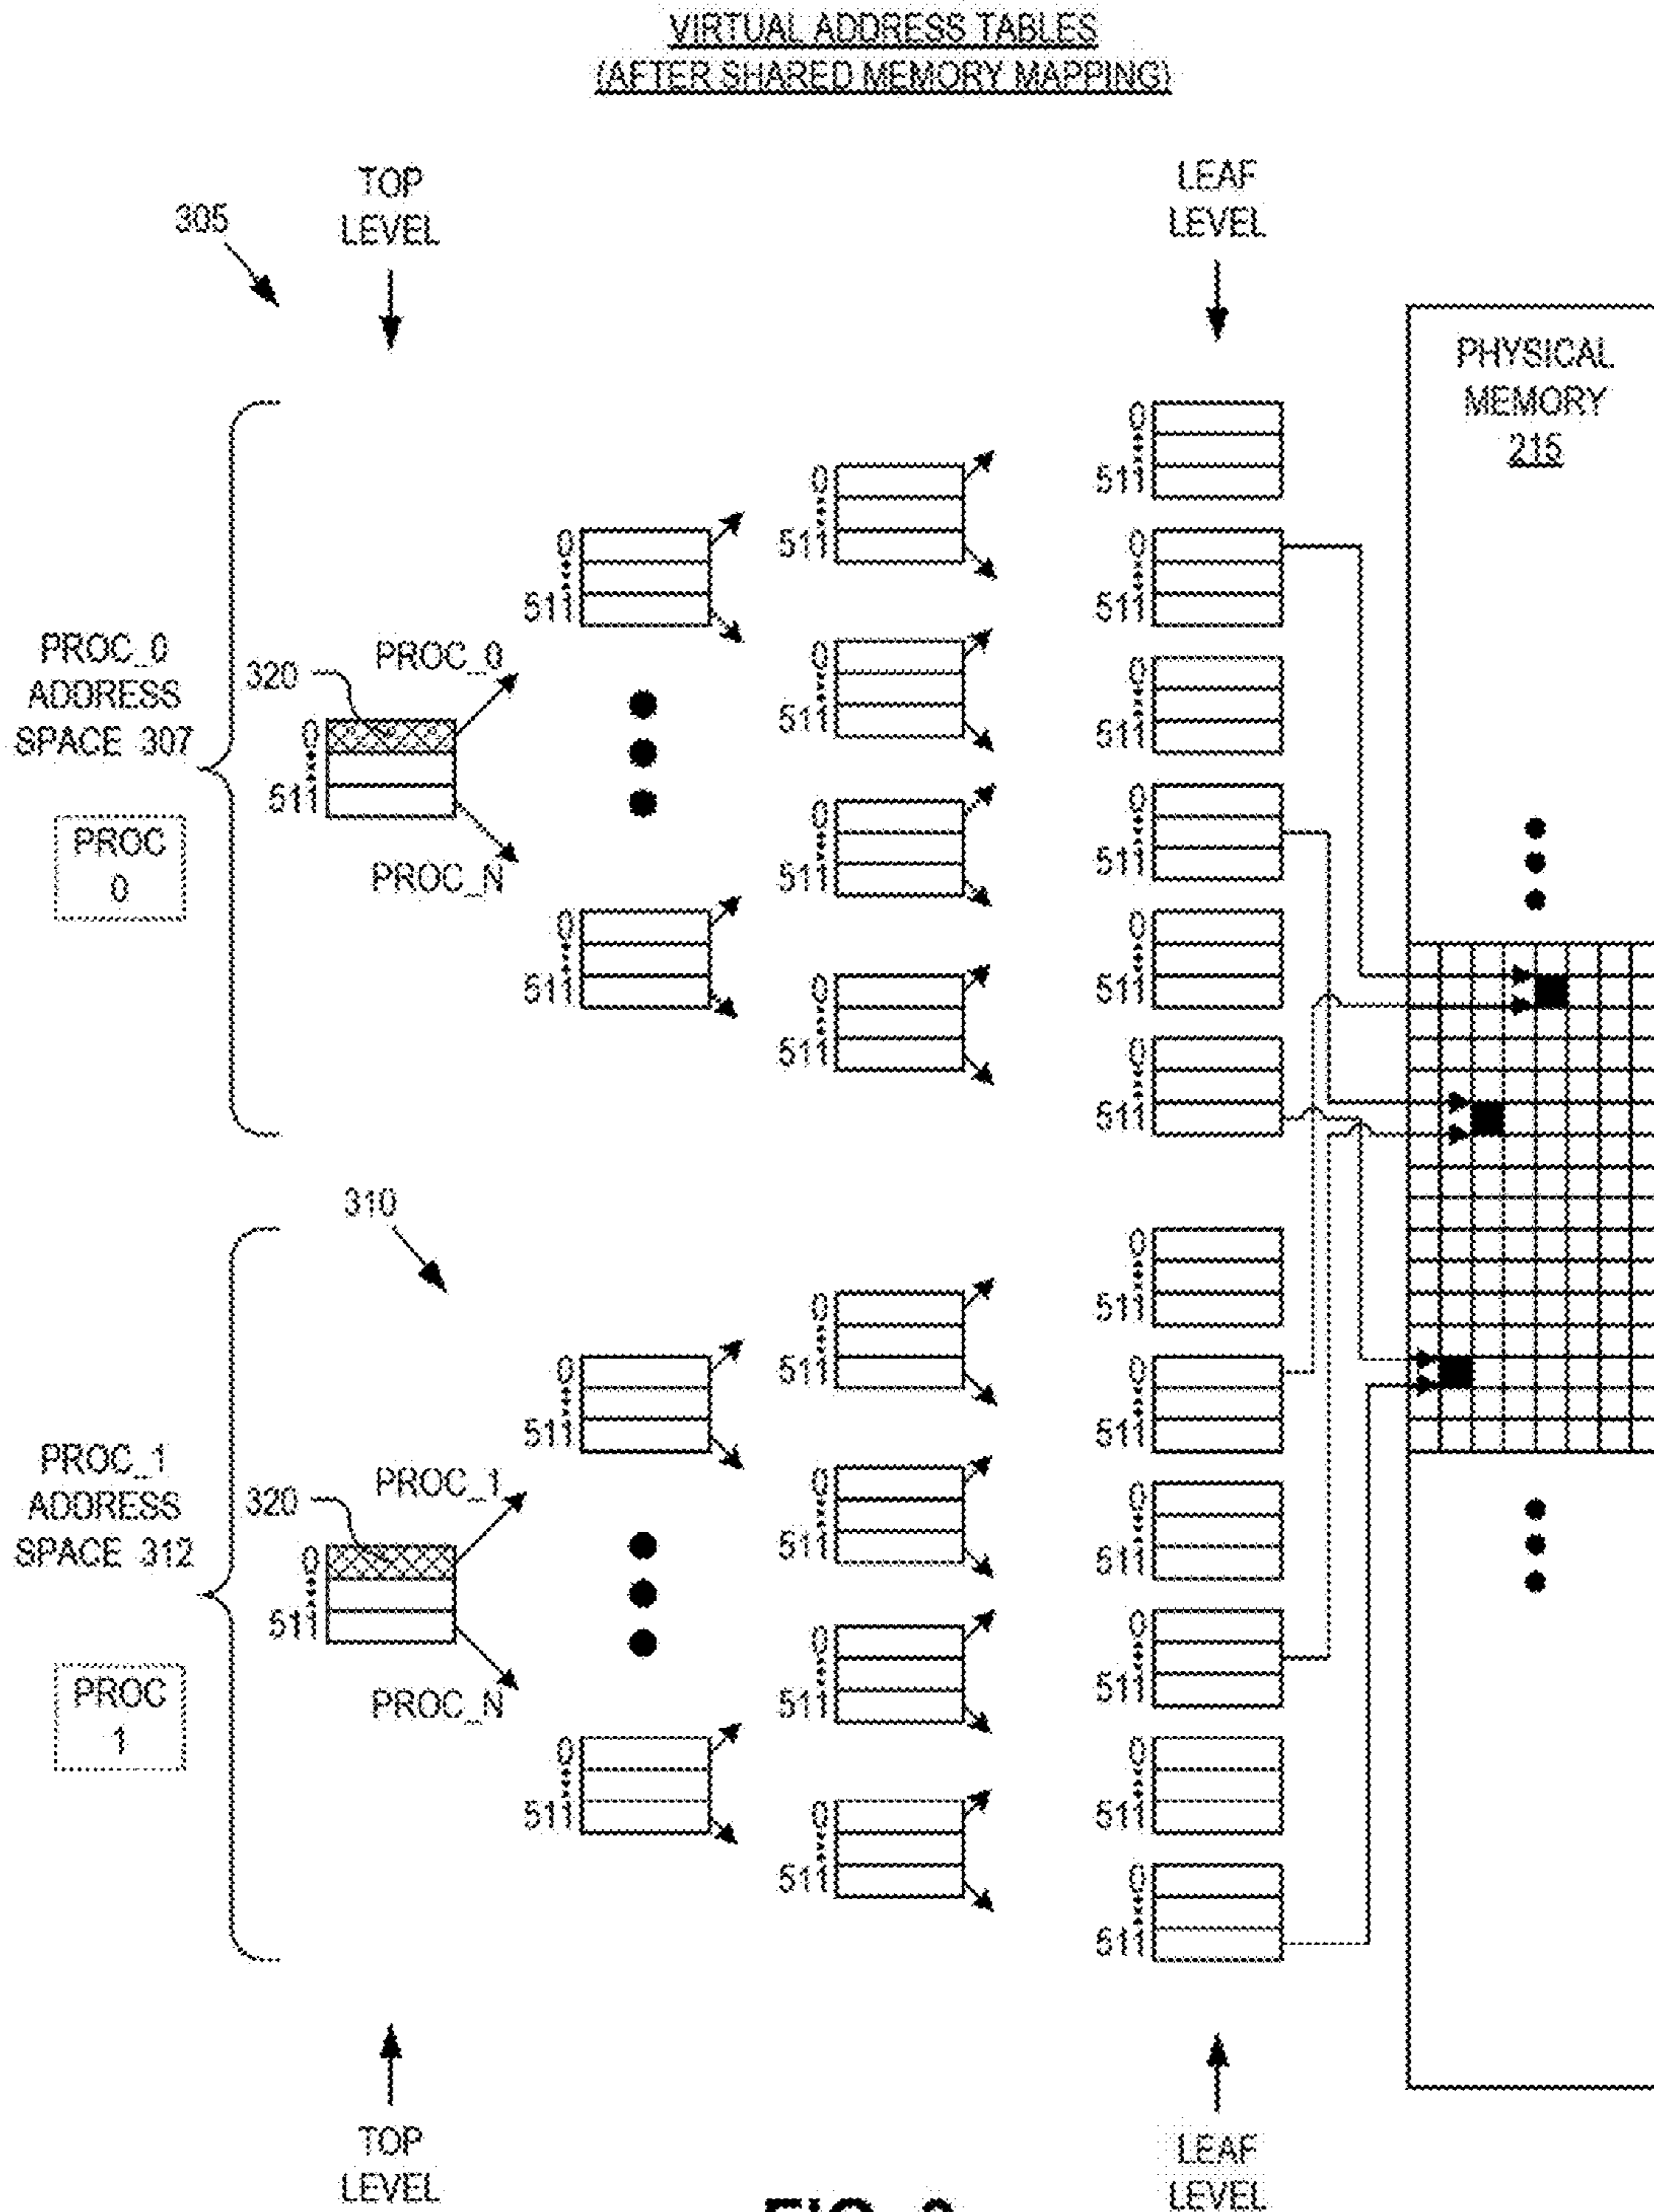 VIRTUAL ADDRESS TABLES
(AFTER SHARED MEMORY MAPPING)
305
TOP
LEVEL
LEAF
LEVEL
PHYSICAL
MEMORY
215
PROC_0
ADDRESS
SPACE 307
PROC
0
320
PROC_0
PROC_N
0
511
0
511
0
511
0
511
0
511
0
511
0
511
0
511
0
511
0
511
0
511
0
511
0
511
310
PROC_1
ADDRESS
SPACE 312
PROC
1
320
PROC_1
PROC_N
0
511
0
511
0
511
0
511
0
511
0
511
0
511
0
511
0
511
0
511
0
511
0
511
0
511
TOP
LEVEL
LEAF
LEVEL